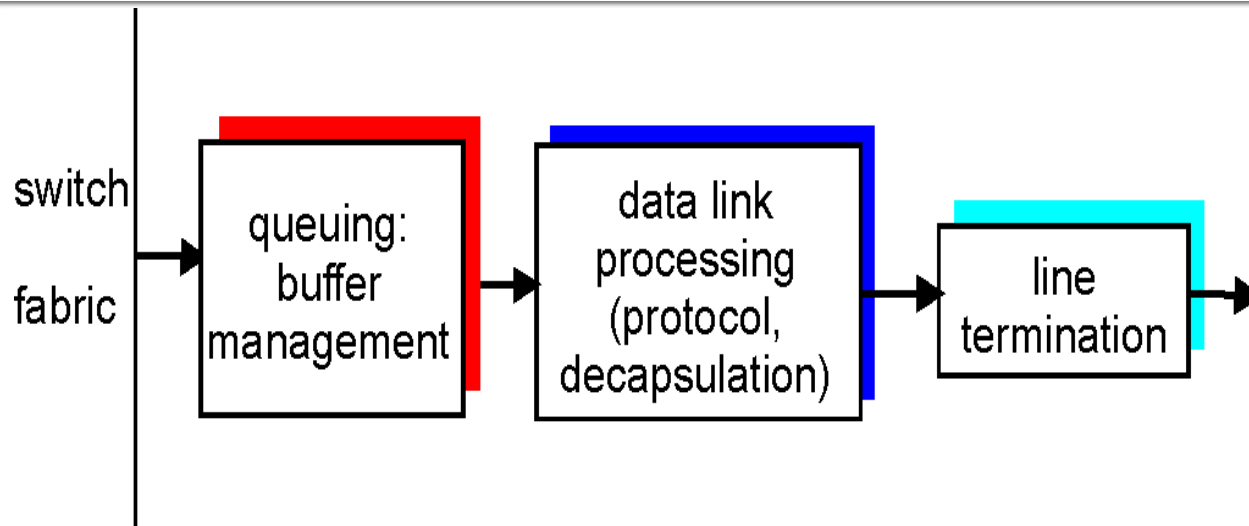 switch
fabric
queuing:
buffer
management
data link
processing
(protocol,
decapsulation)
line
termination